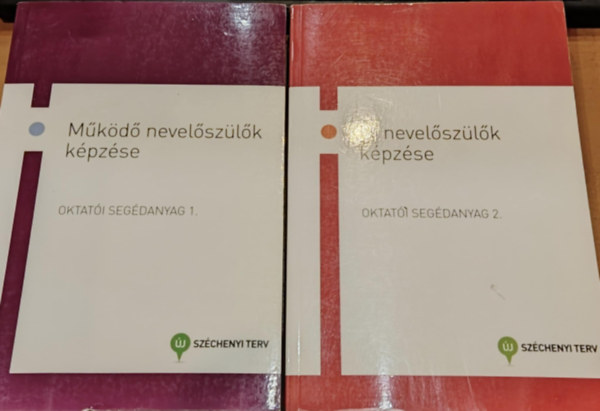 Működő nevelőszülők
képzése
OKTATÓI SEGÉDANYAG 1.
ÚJ SZÉCHENYI TERV
nevelőszülők
képzése
OKTATÓI SEGÉDANYAG 2.
ÚJ SZÉCHENYI TERV